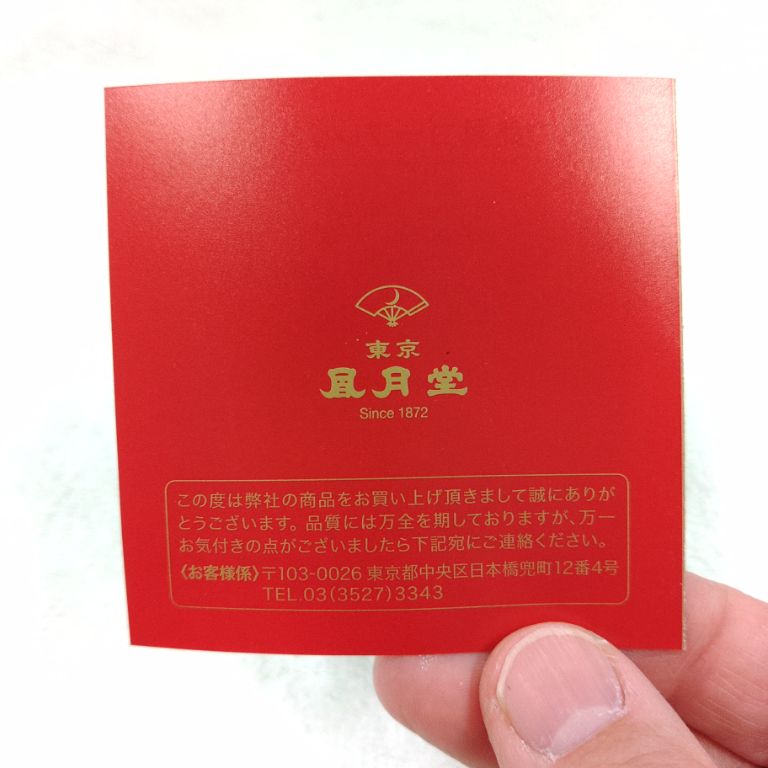 東京
凮月堂
Since 1872
この度は弊社の商品をお買い上げ頂きまして誠にありが
とうございます。品質には万全を期しておりますが、万一
お気付きの点がございましたら下記宛にご連絡ください。
〈お客様係〉〒103-0026 東京都中央区日本橋兜町12番4号
TEL.03(3527)3343